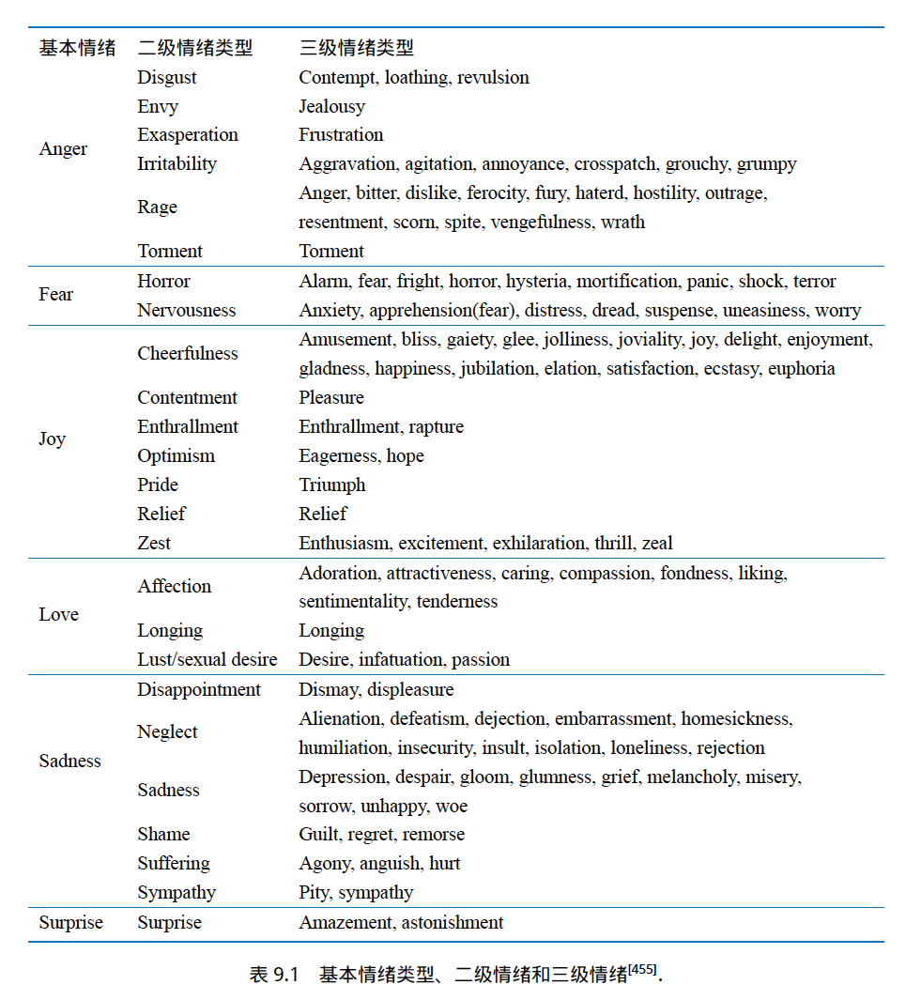 基本情绪 二级情绪类型 三级情绪类型
Disgust Contempt, loathing, revulsion
Envy Jealousy
Exasperation Frustration
Anger
Irritability Aggravation, agitation, annoyance, crosspatch, grouchy, grumpy
Rage Anger, bitter, dislike, ferocity, fury, haterd, hostility, outrage,
resentment, scorn, spite, vengefulness, wrath
Torment Torment
Fear
Horror Alarm, fear, fright, horror, hysteria, mortification, panic, shock, terror
Nervousness Anxiety, apprehension(fear), distress, dread, suspense, uneasiness, worry
Cheerfulness Amusement, bliss, gaiety, glee, jolliness, joviality, joy, delight, enjoyment,
gladness, happiness, jubilation, elation, satisfaction, ecstasy, euphoria
Contentment Pleasure
Enthrallment Enthrallment, rapture
Joy
Optimism Eagerness, hope
Pride Triumph
Relief Relief
Zest Enthusiasm, excitement, exhilaration, thrill, zeal
Affection Adoration, attractiveness, caring, compassion, fondness, liking,
sentimentality, tenderness
Love
Longing Longing
Lust/sexual desire Desire, infatuation, passion
Disappointment Dismay, displeasure
Neglect Alienation, defeatism, dejection, embarrassment, homesickness,
humiliation, insecurity, insult, isolation, loneliness, rejection
Sadness
Sadness Depression, despair, gloom, glumness, grief, melancholy, misery,
sorrow, unhappy, woe
Shame Guilt, regret, remorse
Suffering Agony, anguish, hurt
Sympathy Pity, sympathy
Surprise Surprise Amazement, astonishment
表 9.1 基本情绪类型、二级情绪和三级情绪[455].